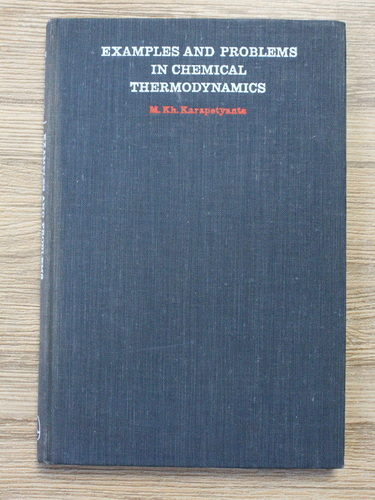 EXAMPLES AND PROBLEMS
IN CHEMICAL
THERMODYNAMICS
M. Kh. Karapetyants